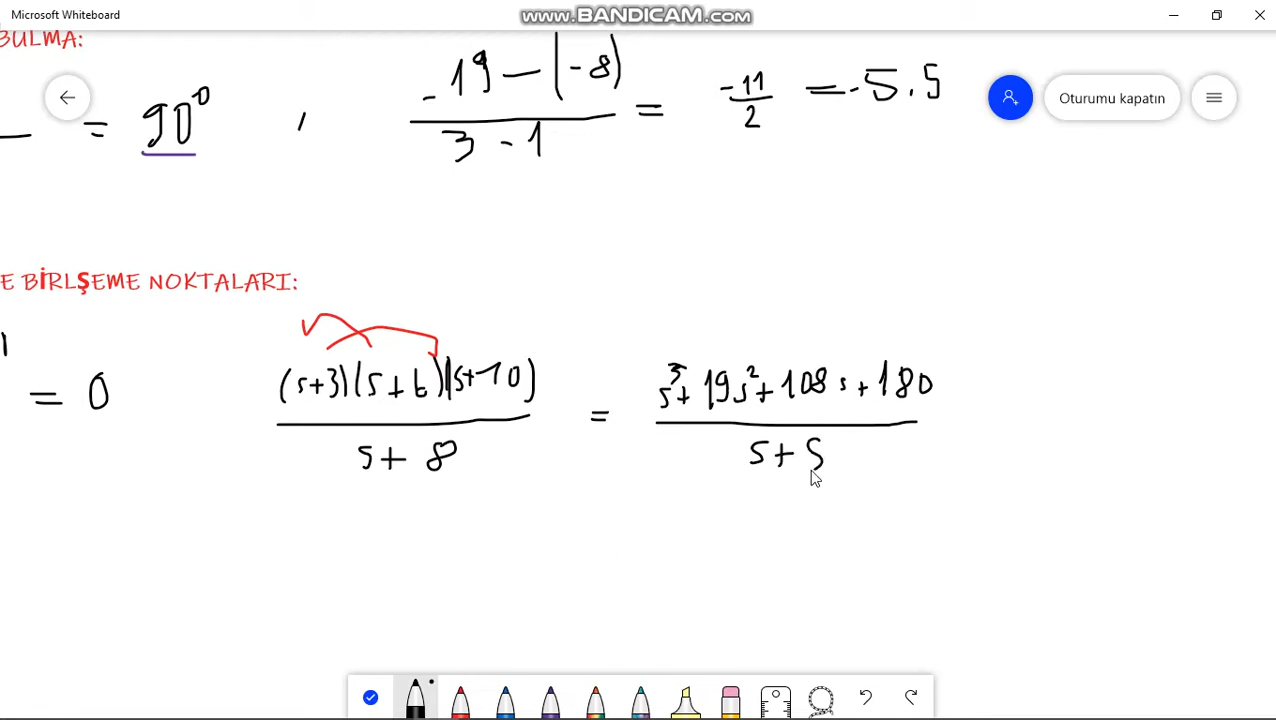 Microsoft Whiteboard
www.BANDICAM.com
BULMA:
= 90° , -19-(-8) / 3-1 = -11/2 = -5.5
Oturumu kapatın
E BİRLŞEME NOKTALARI:
= 0 (s+3)(s+6)(s+10) / s+8 = s³+19s²+108s+180 / s+8